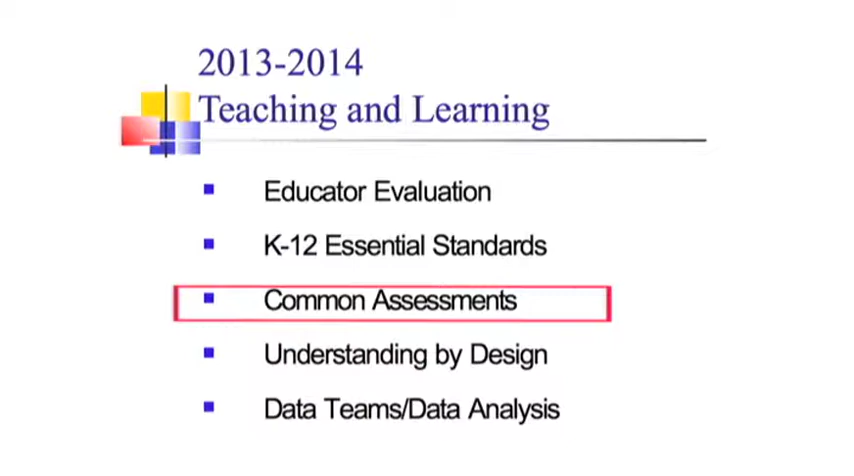 2013-2014
Teaching and Learning
Educator Evaluation
K-12 Essential Standards
Common Assessments
Understanding by Design
Data Teams/Data Analysis